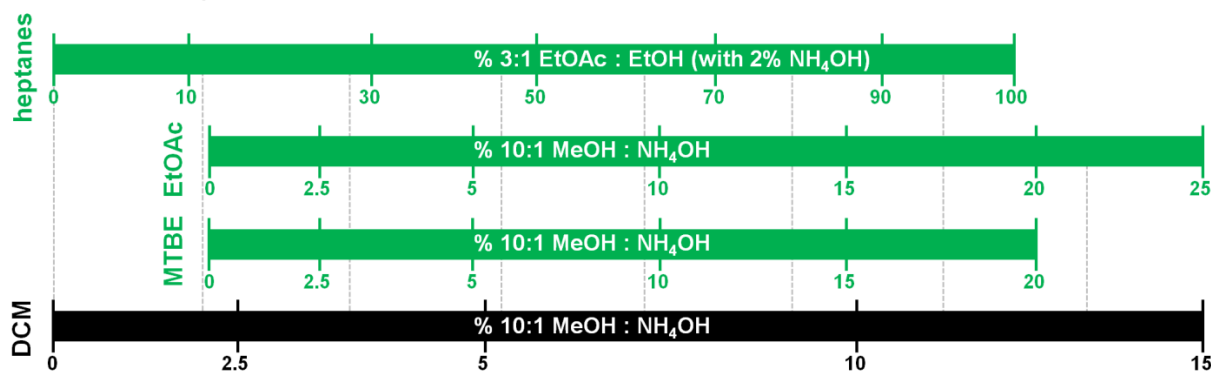 heptanes
% 3:1 EtOAc : EtOH (with 2% NH₄OH)
0 10 30 50 70 90 100
EtOAc
% 10:1 MeOH : NH₄OH
0 2.5 5 10 15 20 25
MTBE
% 10:1 MeOH : NH₄OH
0 2.5 5 10 15 20
DCM
% 10:1 MeOH : NH₄OH
0 2.5 5 10 15